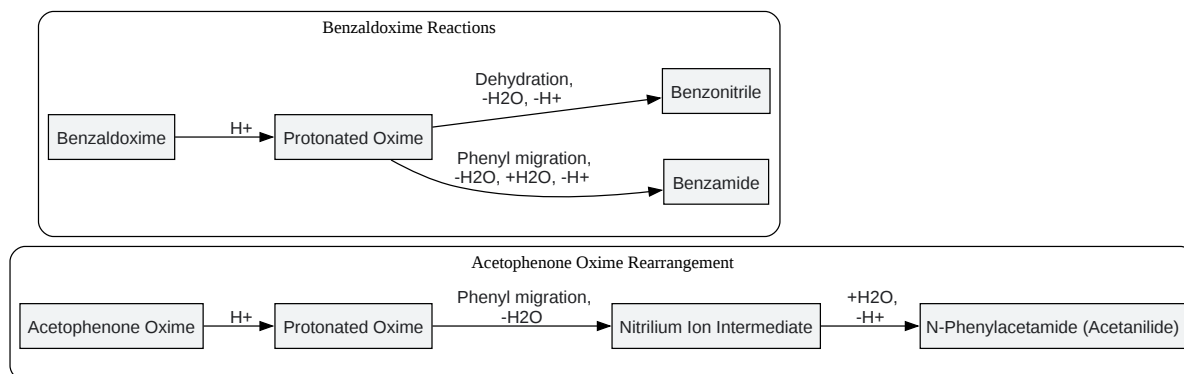 Benzaldoxime Reactions
Benzaldoxime
H+
Protonated Oxime
Dehydration,
-H2O, -H+
Benzonitrile
Phenyl migration,
-H2O, +H2O, -H+
Benzamide
Acetophenone Oxime Rearrangement
Acetophenone Oxime
H+
Protonated Oxime
Phenyl migration,
-H2O
Nitrilium Ion Intermediate
+H2O,
-H+
N-Phenylacetamide (Acetanilide)